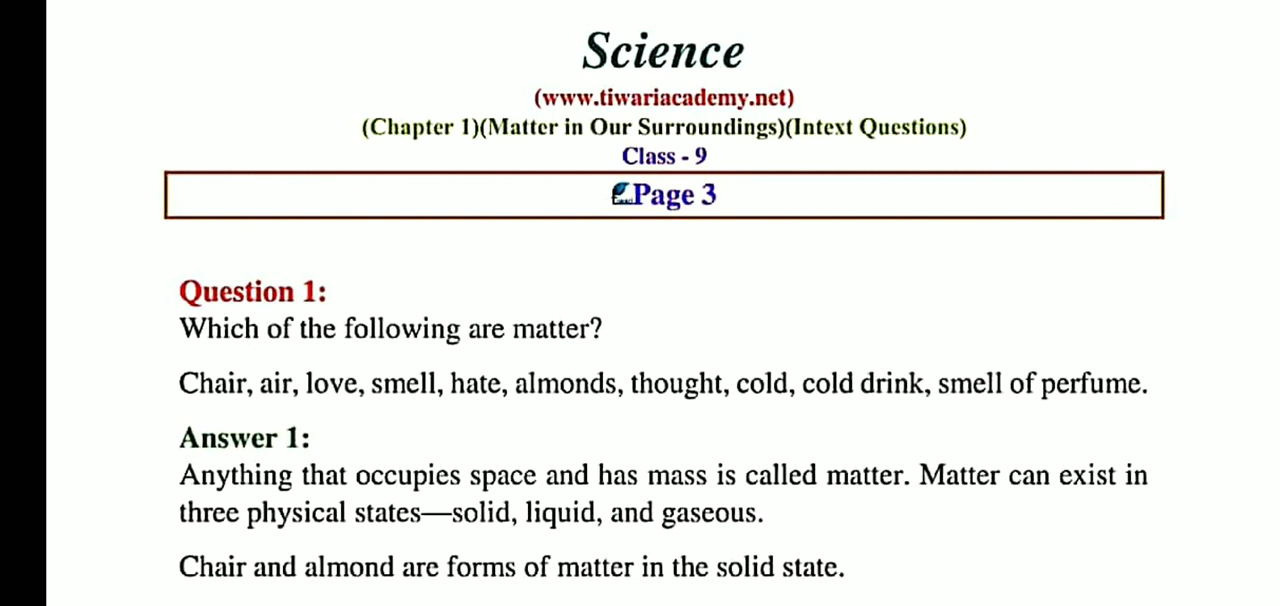 Science
(www.tiwariacademy.net)
(Chapter 1)(Matter in Our Surroundings)(Intext Questions)
Class - 9
Page 3
Question 1:
Which of the following are matter?
Chair, air, love, smell, hate, almonds, thought, cold, cold drink, smell of perfume.
Answer 1:
Anything that occupies space and has mass is called matter. Matter can exist in
three physical states—solid, liquid, and gaseous.
Chair and almond are forms of matter in the solid state.